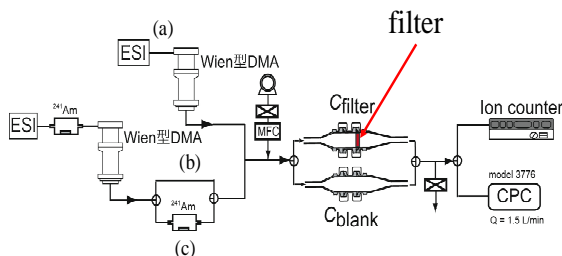 filter
(a)
ESI
Wien型DMA
Cfilter
Ion counter
241Am
ESI
Wien型DMA
MFC
(b)
model 3776
CPC
Q = 1.5 L/min
241Am
Cblank
(c)